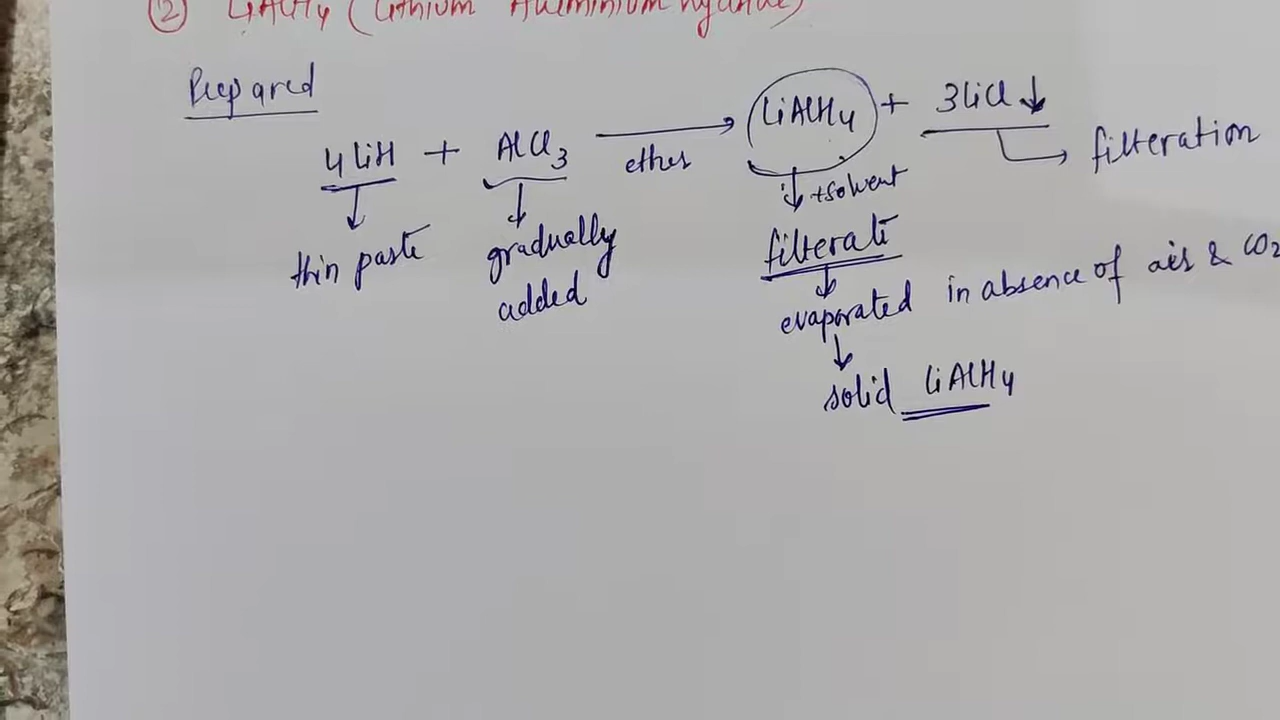 ② LiAlH4 (Lithium Aluminium hydride)
Prepared
4LiH + AlCl3 ⟶ LiAlH4 + 3LiCl ↓
ether
filteration
thin paste
gradually
added
+solvent
filterate
evaporated in absence of air & CO2
solid LiAlH4